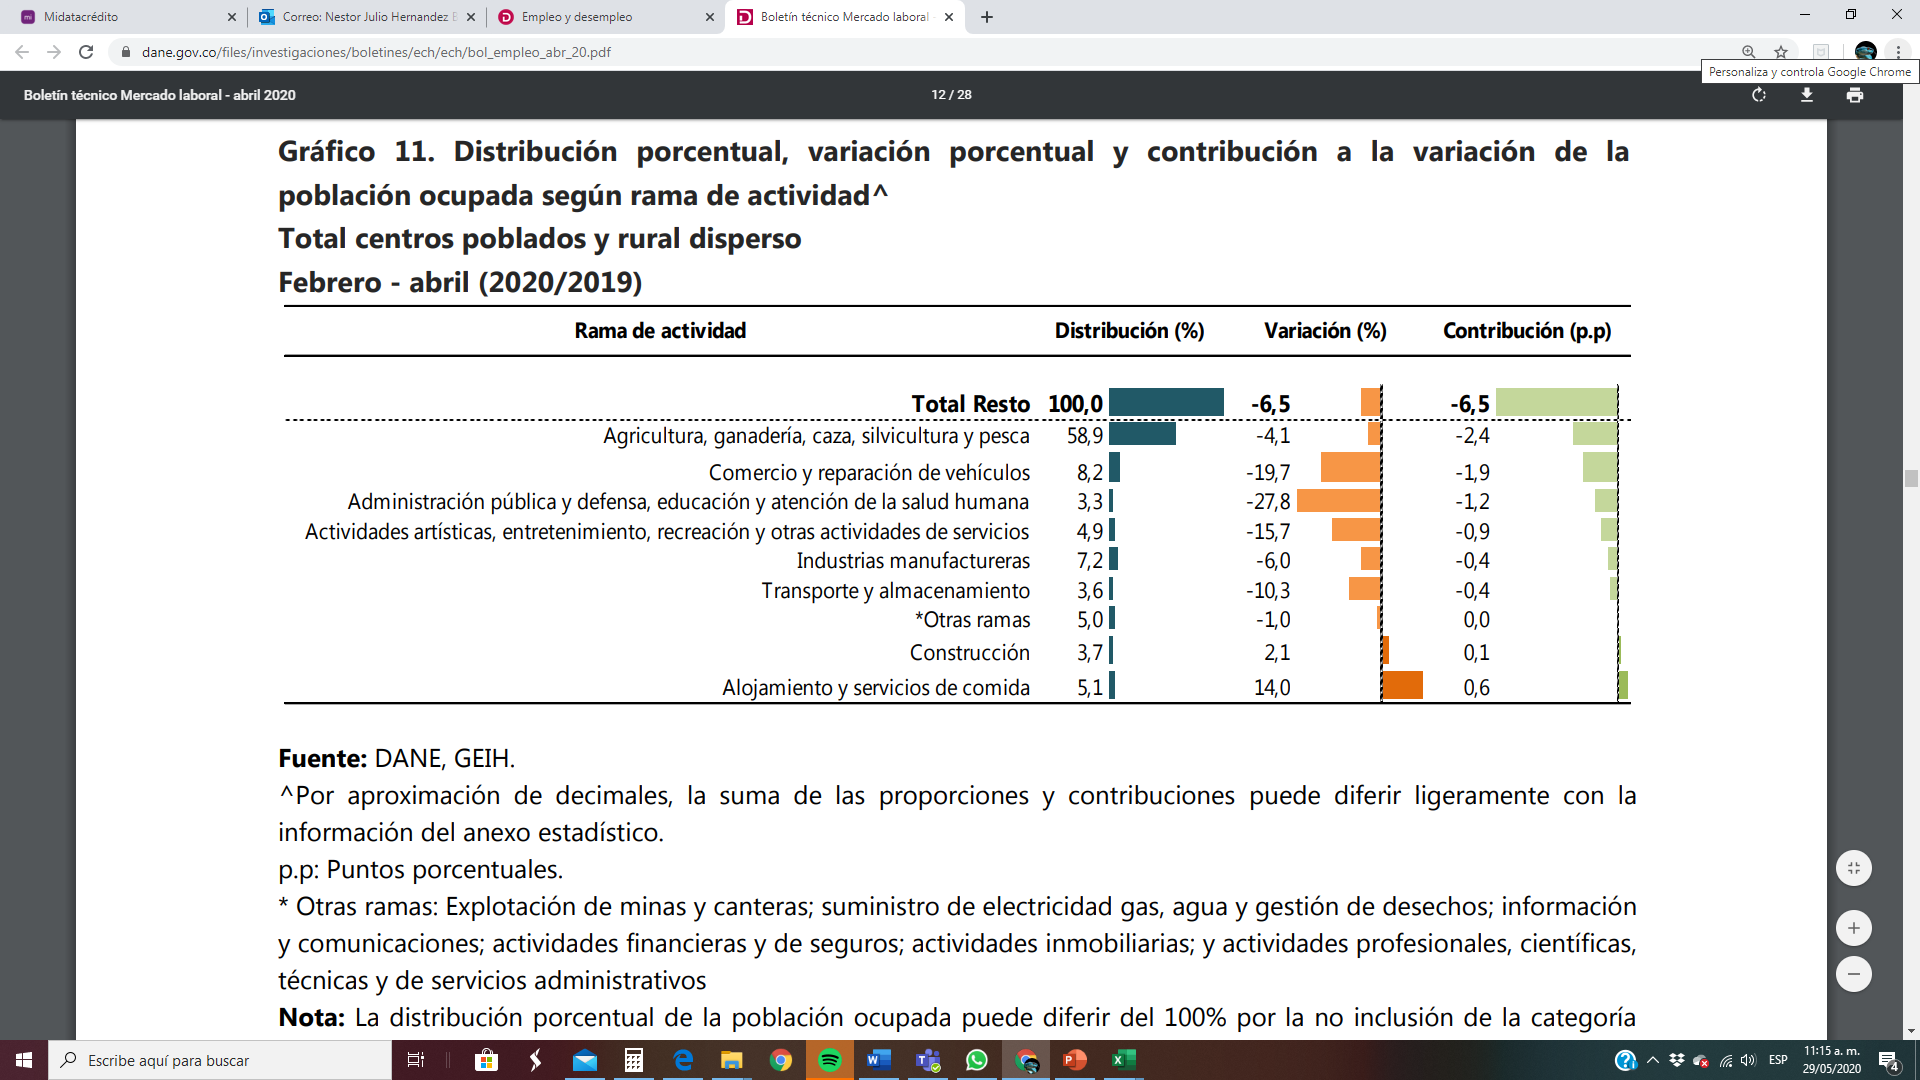 Midatacrédito
Correo: Nestor Julio Hernandez
Empleo y desempleo
Boletín técnico Mercado laboral
dane.gov.co/files/investigaciones/boletines/ech/ech/bol_empleo_abr_20.pdf
Personaliza y controla Google Chrome
Boletín técnico Mercado laboral - abril 2020
12 / 28
Gráfico 11. Distribución porcentual, variación porcentual y contribución a la variación de la
población ocupada según rama de actividad^
Total centros poblados y rural disperso
Febrero - abril (2020/2019)
Rama de actividad Distribución (%) Variación (%) Contribución (p.p)
Total Resto 100,0 -6,5 -6,5
Agricultura, ganadería, caza, silvicultura y pesca 58,9 -4,1 -2,4
Comercio y reparación de vehículos 8,2 -19,7 -1,9
Administración pública y defensa, educación y atención de la salud humana 3,3 -27,8 -1,2
Actividades artísticas, entretenimiento, recreación y otras actividades de servicios 4,9 -15,7 -0,9
Industrias manufactureras 7,2 -6,0 -0,4
Transporte y almacenamiento 3,6 -10,3 -0,4
*Otras ramas 5,0 -1,0 0,0
Construcción 3,7 2,1 0,1
Alojamiento y servicios de comida 5,1 14,0 0,6
Fuente: DANE, GEIH.
^Por aproximación de decimales, la suma de las proporciones y contribuciones puede diferir ligeramente con la
información del anexo estadístico.
p.p: Puntos porcentuales.
* Otras ramas: Explotación de minas y canteras; suministro de electricidad gas, agua y gestión de desechos; información
y comunicaciones; actividades financieras y de seguros; actividades inmobiliarias; y actividades profesionales, científicas,
técnicas y de servicios administrativos
Nota: La distribución porcentual de la población ocupada puede diferir del 100% por la no inclusión de la categoría
Escribe aquí para buscar
ESP
11:15 a. m.
29/05/2020
4